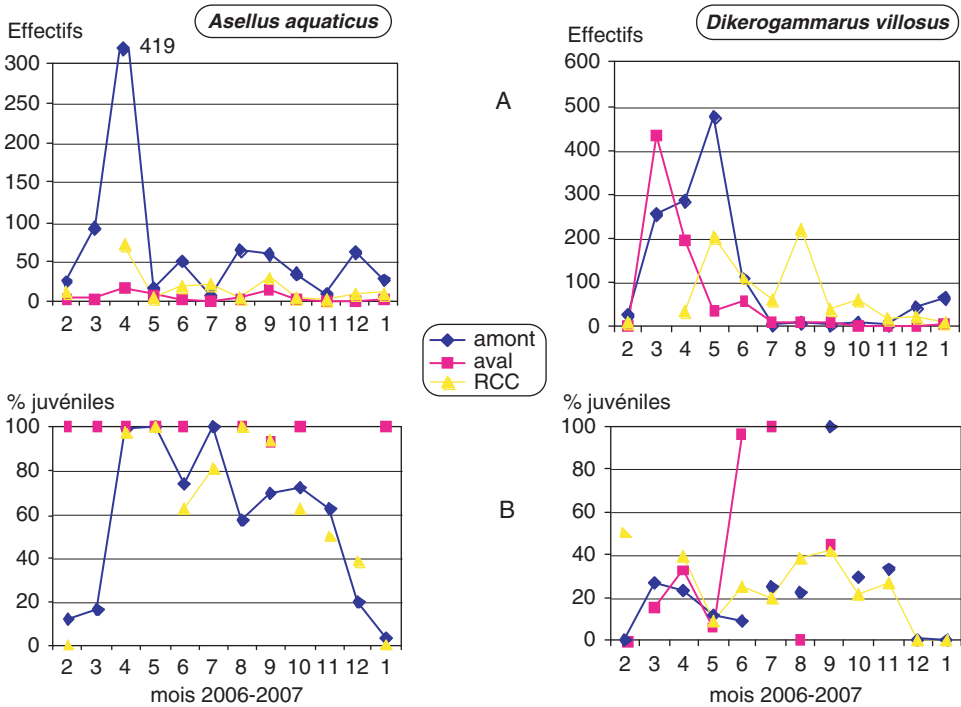 Asellus aquaticus
Effectifs
419
300
250
200
150
100
50
0
2 3 4 5 6 7 8 9 10 11 12 1
A
Dikerogammarus villosus
Effectifs
600
500
400
300
200
100
0
2 3 4 5 6 7 8 9 10 11 12 1
amont
aval
RCC
% juvéniles
100
80
60
40
20
0
2 3 4 5 6 7 8 9 10 11 12 1
mois 2006-2007
B
% juvéniles
100
80
60
40
20
0
2 3 4 5 6 7 8 9 10 11 12 1
mois 2006-2007